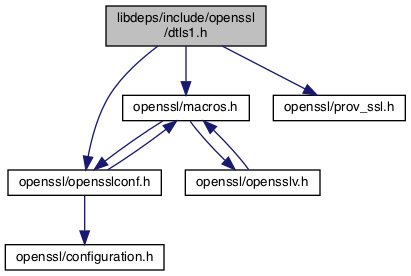 libdeps/include/openssl
/dtls1.h
openssl/macros.h
openssl/prov_ssl.h
openssl/opensslconf.h
openssl/opensslv.h
openssl/configuration.h